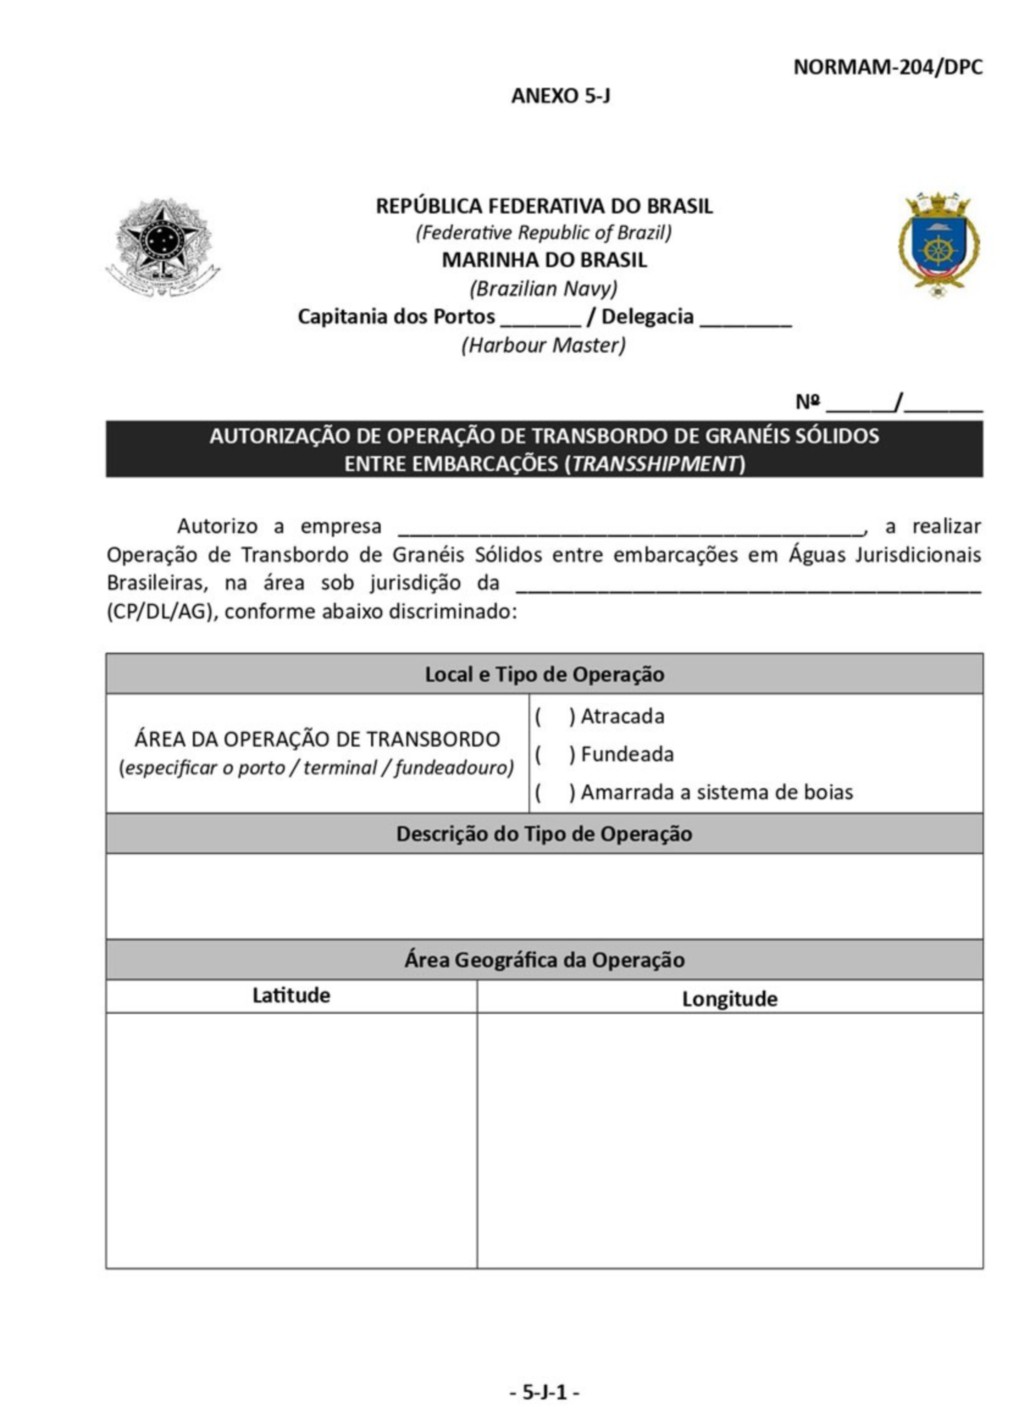 NORMAM-204/DPC
ANEXO 5-J
REPÚBLICA FEDERATIVA DO BRASIL
(Federative Republic of Brazil)
MARINHA DO BRASIL
(Brazilian Navy)
Capitania dos Portos _______ / Delegacia ________
(Harbour Master)
Nº ______/_______
AUTORIZAÇÃO DE OPERAÇÃO DE TRANSBORDO DE GRANÉIS SÓLIDOS
ENTRE EMBARCAÇÕES (TRANSSHIPMENT)
Autorizo a empresa ________________________________________, a realizar
Operação de Transbordo de Granéis Sólidos entre embarcações em Águas Jurisdicionais
Brasileiras, na área sob jurisdição da ________________________________________
(CP/DL/AG), conforme abaixo discriminado:
Local e Tipo de Operação
ÁREA DA OPERAÇÃO DE TRANSBORDO
(especificar o porto / terminal / fundeadouro)
( ) Atracada
( ) Fundeada
( ) Amarrada a sistema de boias
Descrição do Tipo de Operação
Área Geográfica da Operação
Latitude
Longitude
- 5-J-1 -